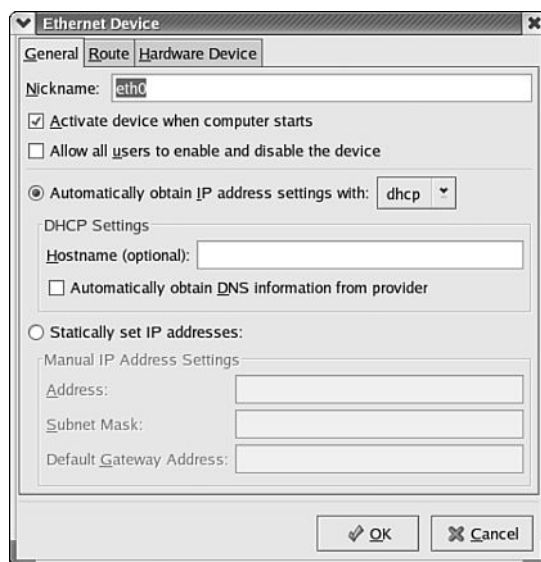 Ethernet Device
General Route Hardware Device
Nickname: eth0
Activate device when computer starts
Allow all users to enable and disable the device
Automatically obtain IP address settings with: dhcp
DHCP Settings
Hostname (optional):
Automatically obtain DNS information from provider
Statically set IP addresses:
Manual IP Address Settings
Address:
Subnet Mask:
Default Gateway Address:
OK Cancel